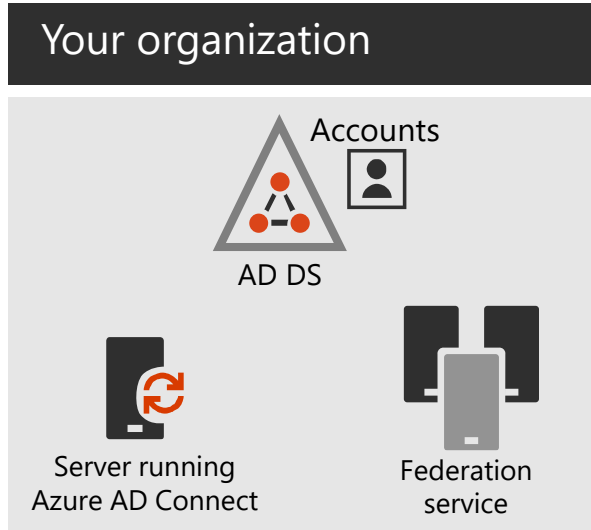 Your organization
Accounts
AD DS
Server running
Azure AD Connect
Federation
service